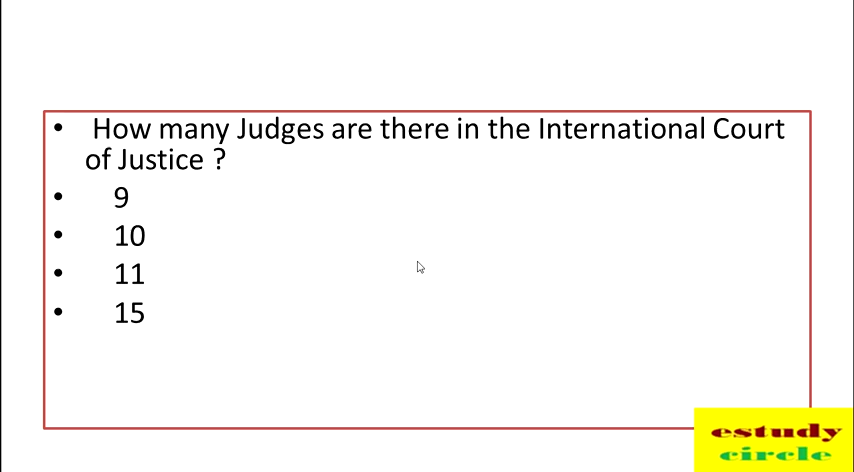 • How many Judges are there in the International Court
of Justice ?
• 9
• 10
• 11
• 15
estudy
circle